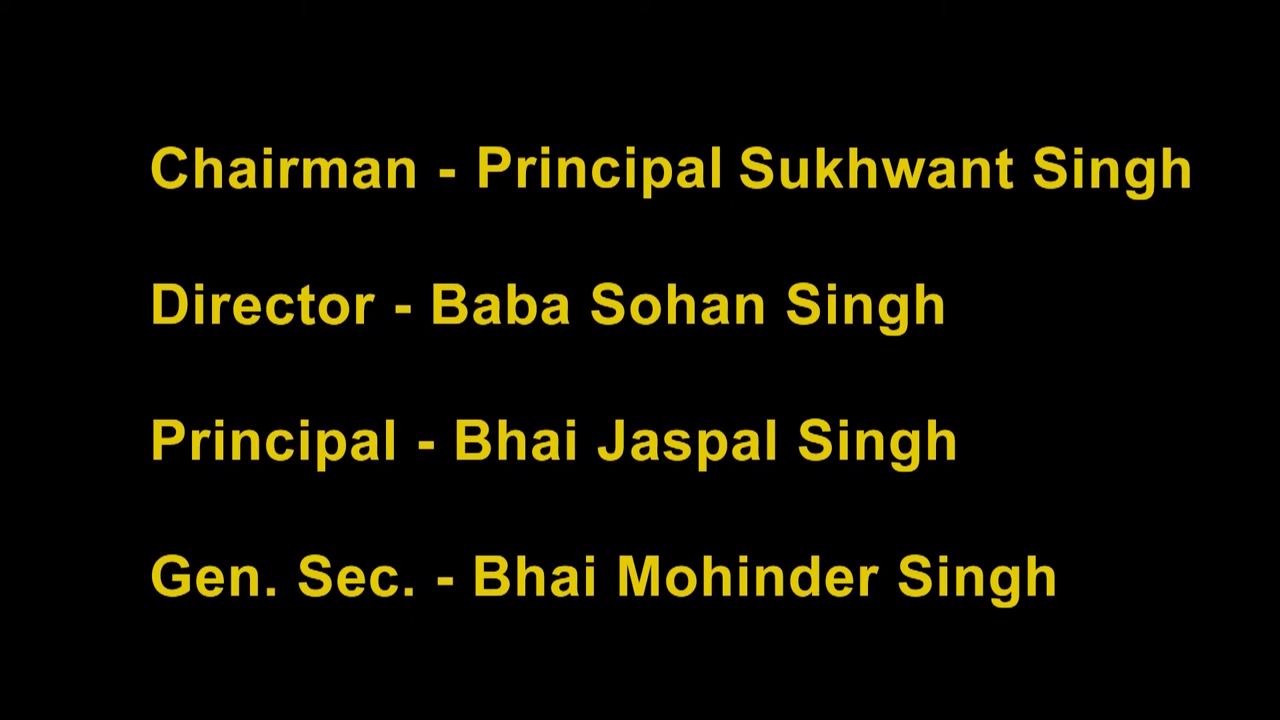 Chairman - Principal Sukhwant Singh
Director - Baba Sohan Singh
Principal - Bhai Jaspal Singh
Gen. Sec. - Bhai Mohinder Singh